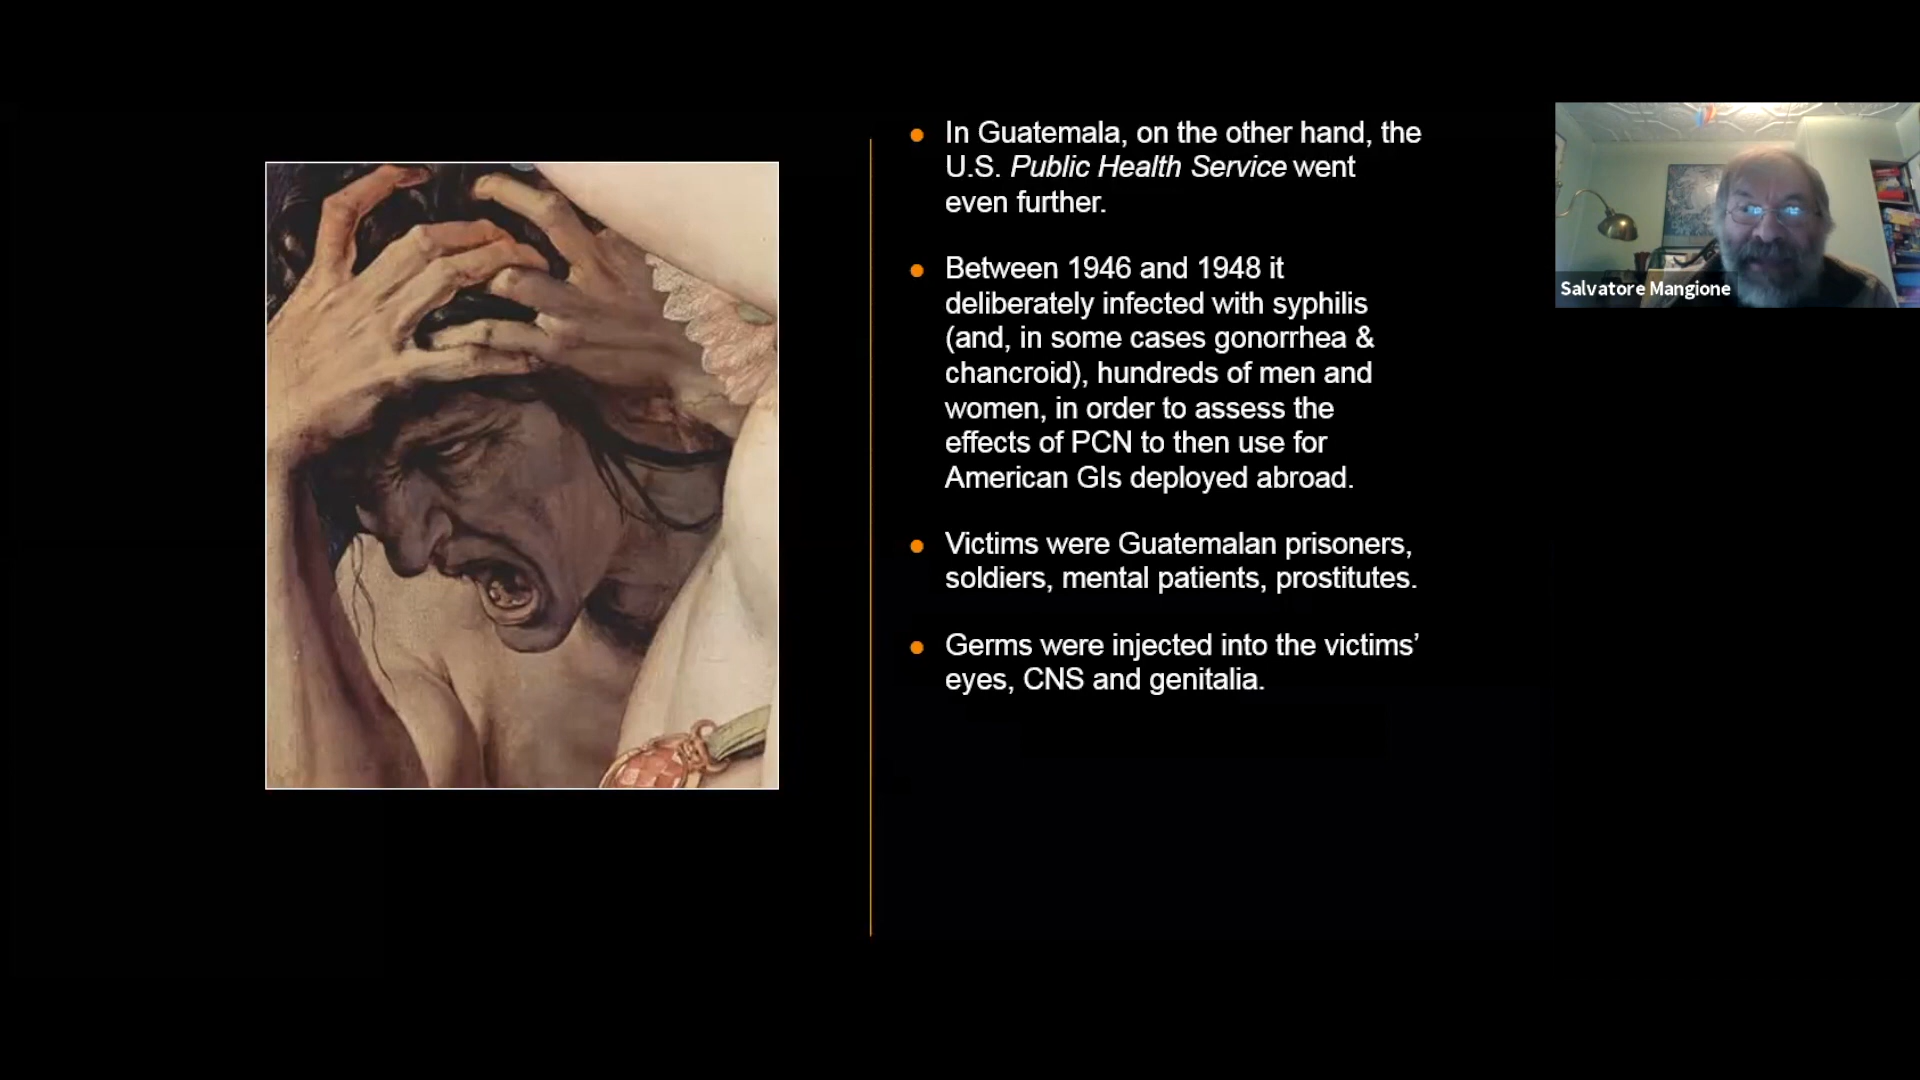 In Guatemala, on the other hand, the
U.S. Public Health Service went
even further.
Between 1946 and 1948 it
deliberately infected with syphilis
(and, in some cases gonorrhea &
chancroid), hundreds of men and
women, in order to assess the
effects of PCN to then use for
American GIs deployed abroad.
Victims were Guatemalan prisoners,
soldiers, mental patients, prostitutes.
Germs were injected into the victims’
eyes, CNS and genitalia.
Salvatore Mangione